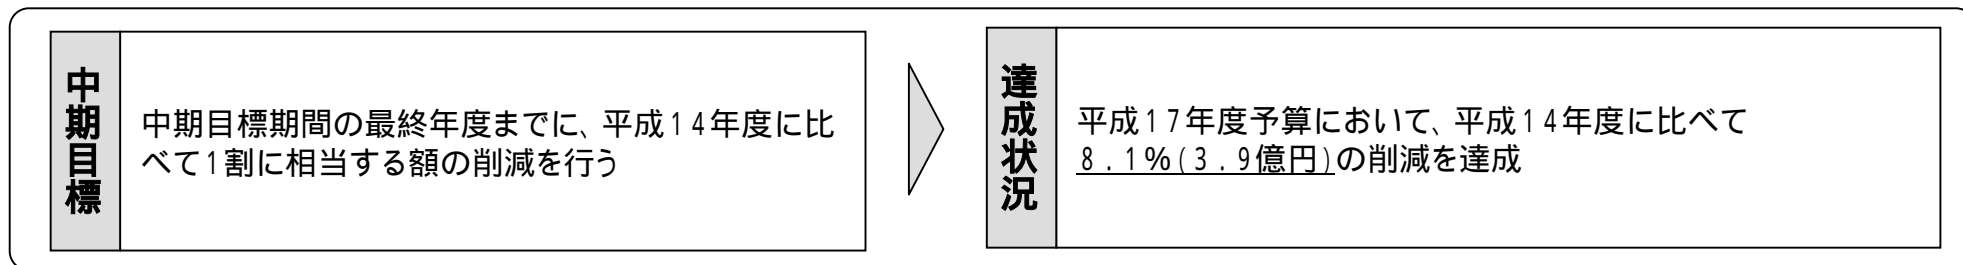 中期目標
中期目標期間の最終年度までに、平成14年度に比
べて1割に相当する額の削減を行う
達成状況
平成17年度予算において、平成14年度に比べて
8.1%(3.9億円)の削減を達成